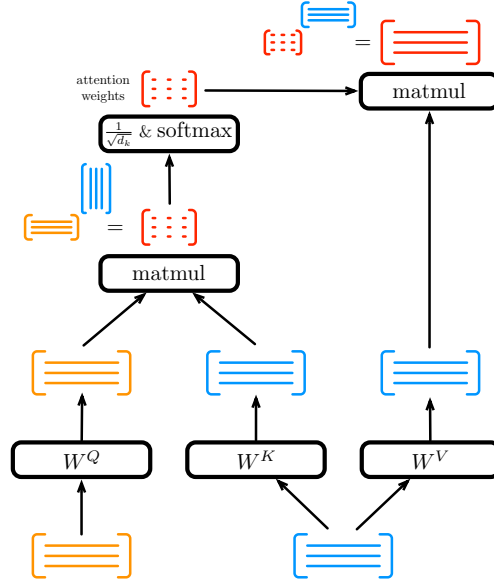 =
matmul
attention
weights
1/√d_k & softmax
=
matmul
W^Q
W^K
W^V